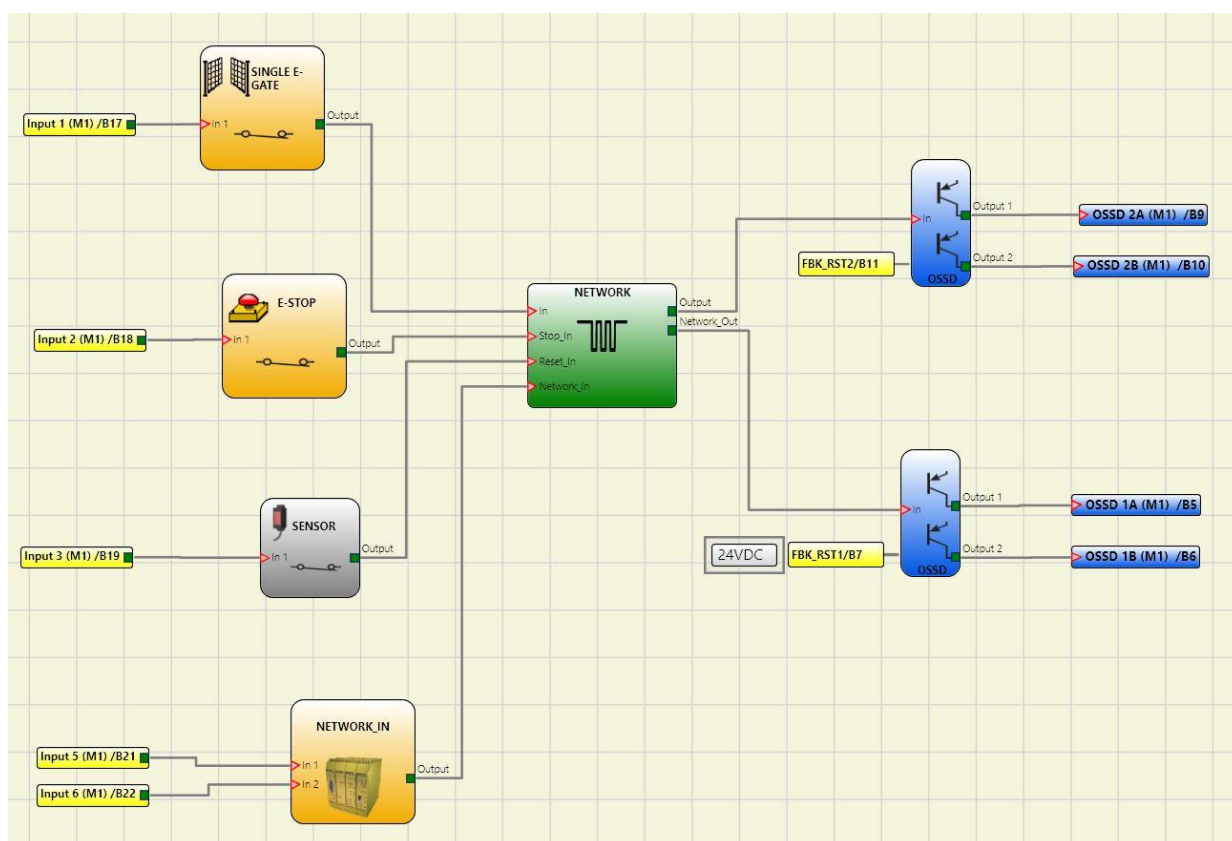 SINGLE E-
GATE
Input 1 (M1) /B17
In 1
Output
E-STOP
Input 2 (M1) /B18
In 1
Output
SENSOR
Input 3 (M1) /B19
In 1
Output
NETWORK_IN
Input 5 (M1) /B21
In 1
Input 6 (M1) /B22
In 2
Output
NETWORK
In
Stop_In
Reset_In
Network_In
Output
Network_Out
In
Output 1
OSSD 2A (M1) /B9
FBK_RST2/B11
Output 2
OSSD 2B (M1) /B10
OSSD
In
Output 1
OSSD 1A (M1) /B5
24VDC
FBK_RST1/B7
Output 2
OSSD 1B (M1) /B6
OSSD